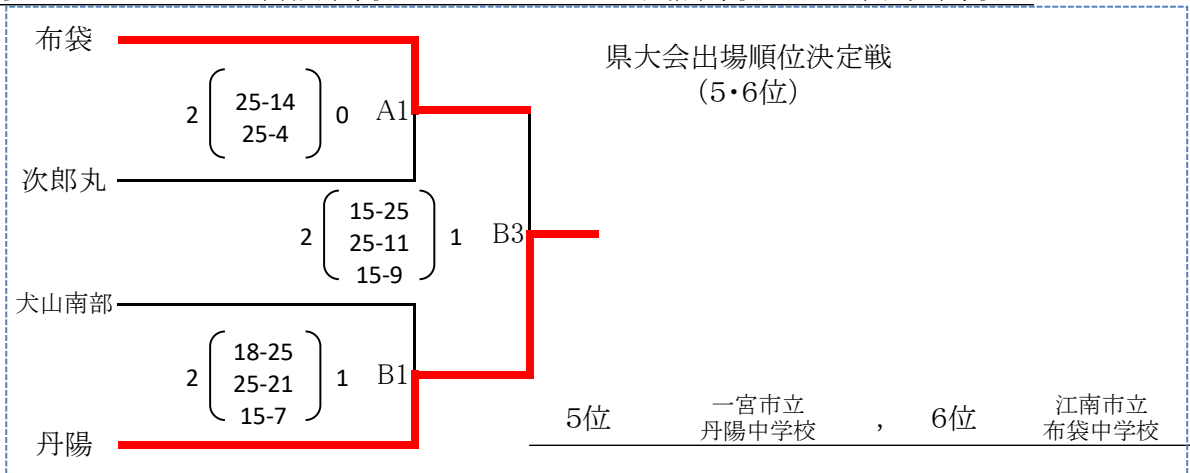 布袋
県大会出場順位決定戦
(5・6位)
2 25-14 0 A1
25-4
次郎丸
15-25
2 25-11 1 B3
15-9
犬山南部
18-25
2 25-21 1 B1
15-7
丹陽
5位 一宮市立 , 6位 江南市立
丹陽中学校 布袋中学校